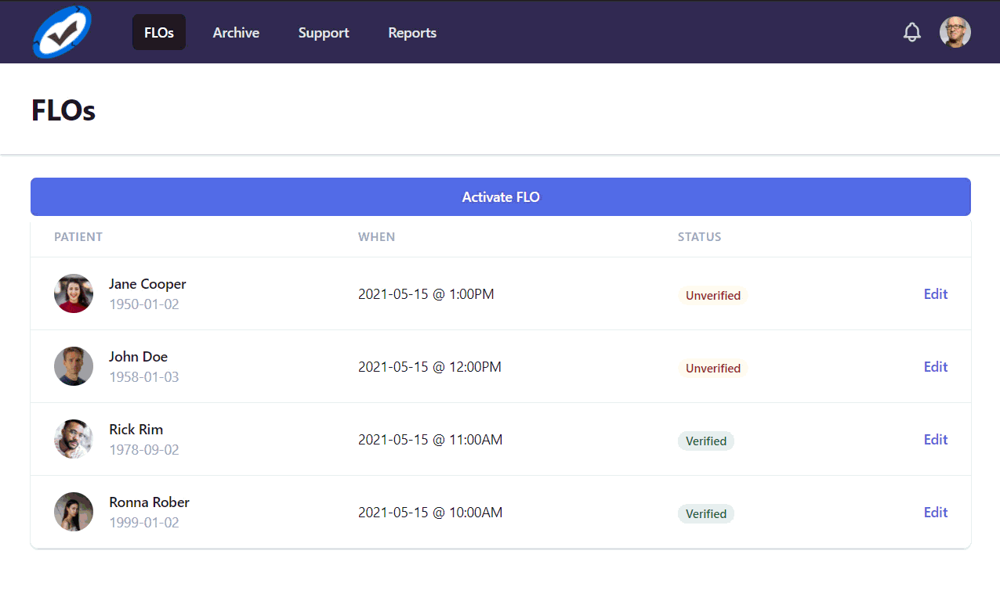 FLOs Archive Support Reports
FLOs
Activate FLO
PATIENT WHEN STATUS
Jane Cooper
1950-01-02
2021-05-15 @ 1:00PM Unverified Edit
John Doe
1958-01-03
2021-05-15 @ 12:00PM Unverified Edit
Rick Rim
1978-09-02
2021-05-15 @ 11:00AM Verified Edit
Ronna Rober
1999-01-02
2021-05-15 @ 10:00AM Verified Edit